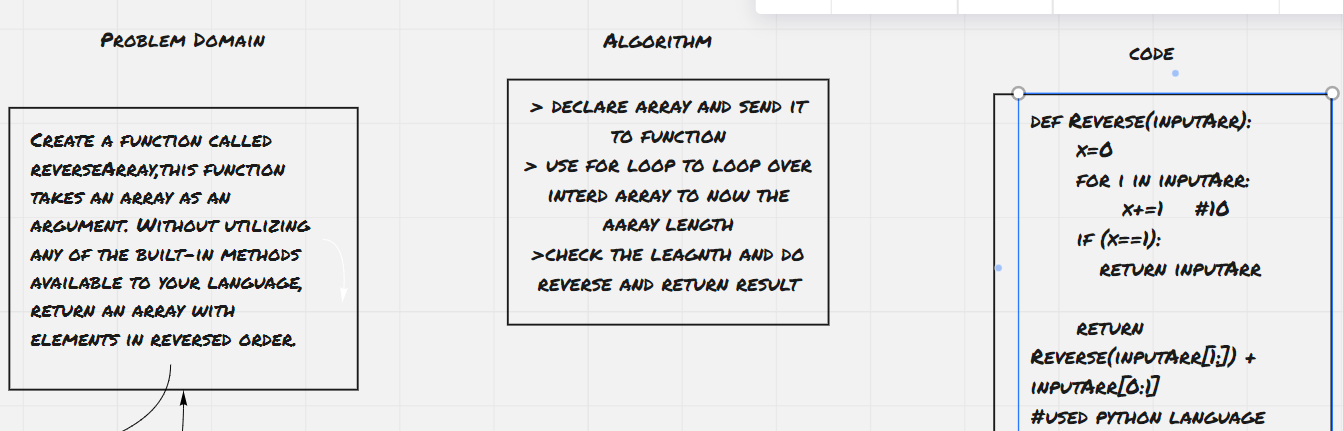 Problem Domain
Create a function called
reverseArray,this function
takes an array as an
argument. Without utilizing
any of the built-in methods
available to your language,
return an array with
elements in reversed order.
Algorithm
> declare array and send it
to function
> use for loop to loop over
interd array to now the
aaray length
>check the leagnth and do
reverse and return result
code
def Reverse(inputArr):
x=0
for i in inputArr:
x+=1 #10
if (x==1):
return inputArr
return
Reverse(inputArr[1:]) +
inputArr[0:1]
#used python language